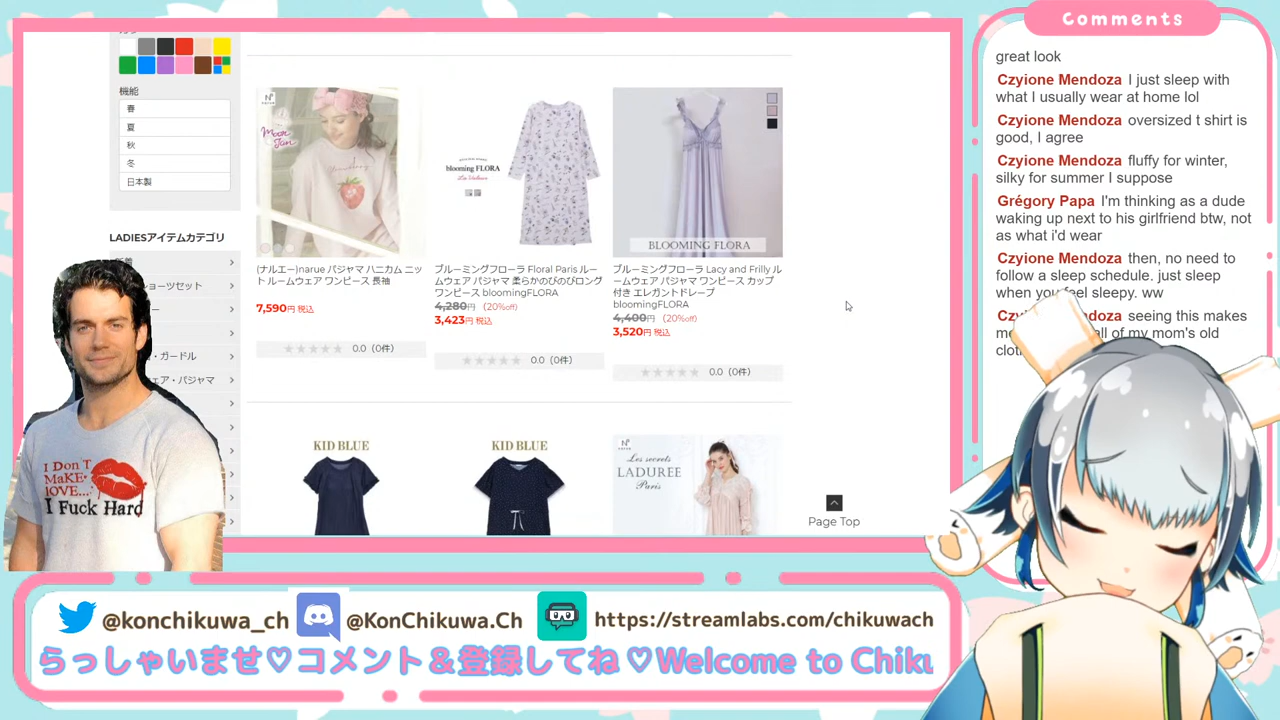 機能
春
夏
秋
冬
日本製
LADIESアイテムカテゴリ
ショーツセット
・ガードル
ェア・パジャマ
Moon Tan
(ナルエー)narue パジャマ ハニカム ニッ
ト ルームウェア ワンピース 長袖
7,590円 税込
0.0（0件）
blooming FLORA
ブルーミングフローラ Floral Paris ルー
ムウェア パジャマ 柔らかのびのびロング
ワンピース bloomingFLORA
4,280円 (20%off)
3,423円 税込
0.0（0件）
BLOOMING FLORA
ブルーミングフローラ Lacy and Frilly ル
ームウェア パジャマ ワンピース カップ
付き エレガントドレープ
bloomingFLORA
4,400円 (20%off)
3,520円 税込
0.0（0件）
KID BLUE
KID BLUE
Les secrets
LADURÉE
Paris
Page Top
I DON'T
MAKE
LOVE...
I Fuck Hard
Comments
great look
Czyione Mendoza I just sleep with
what I usually wear at home lol
Czyione Mendoza oversized t shirt is
good, I agree
Czyione Mendoza fluffy for winter,
silky for summer I suppose
Grégory Papa I'm thinking as a dude
waking up next to his girlfriend btw, not
as what i'd wear
Czyione Mendoza then, no need to
follow a sleep schedule. just sleep
when you feel sleepy. ww
seeing this makes
all of my mom's old
@konchikuwa_ch
@KonChikuwa.Ch
https://streamlabs.com/chikuwach
らっしゃいませ♡コメント＆登録してね♡Welcome to Chiku